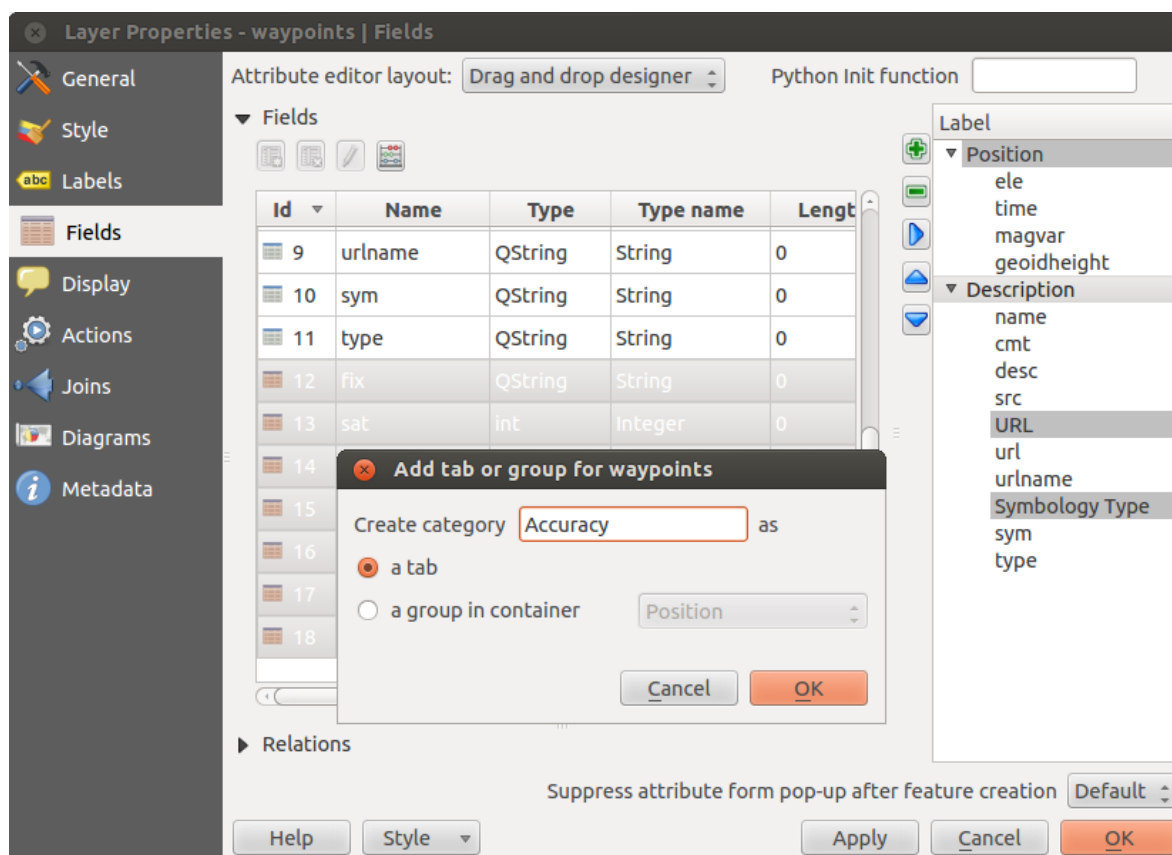 Layer Properties - waypoints | Fields
General
Style
abc Labels
Fields
Display
Actions
Joins
Diagrams
Metadata
Attribute editor layout: Drag and drop designer Python Init function
Fields
Id Name Type Type name Lengt
9 urlname QString String 0
10 sym QString String 0
11 type QString String 0
12 fix QString String 0
13 sat int Integer 0
14
15
16
17
18
Add tab or group for waypoints
Create category Accuracy as
a tab
a group in container Position
Cancel OK
Relations
Label
Position
ele
time
magvar
geoidheight
Description
name
cmt
desc
src
URL
url
urlname
Symbology Type
sym
type
Suppress attribute form pop-up after feature creation Default
Help Style Apply Cancel OK